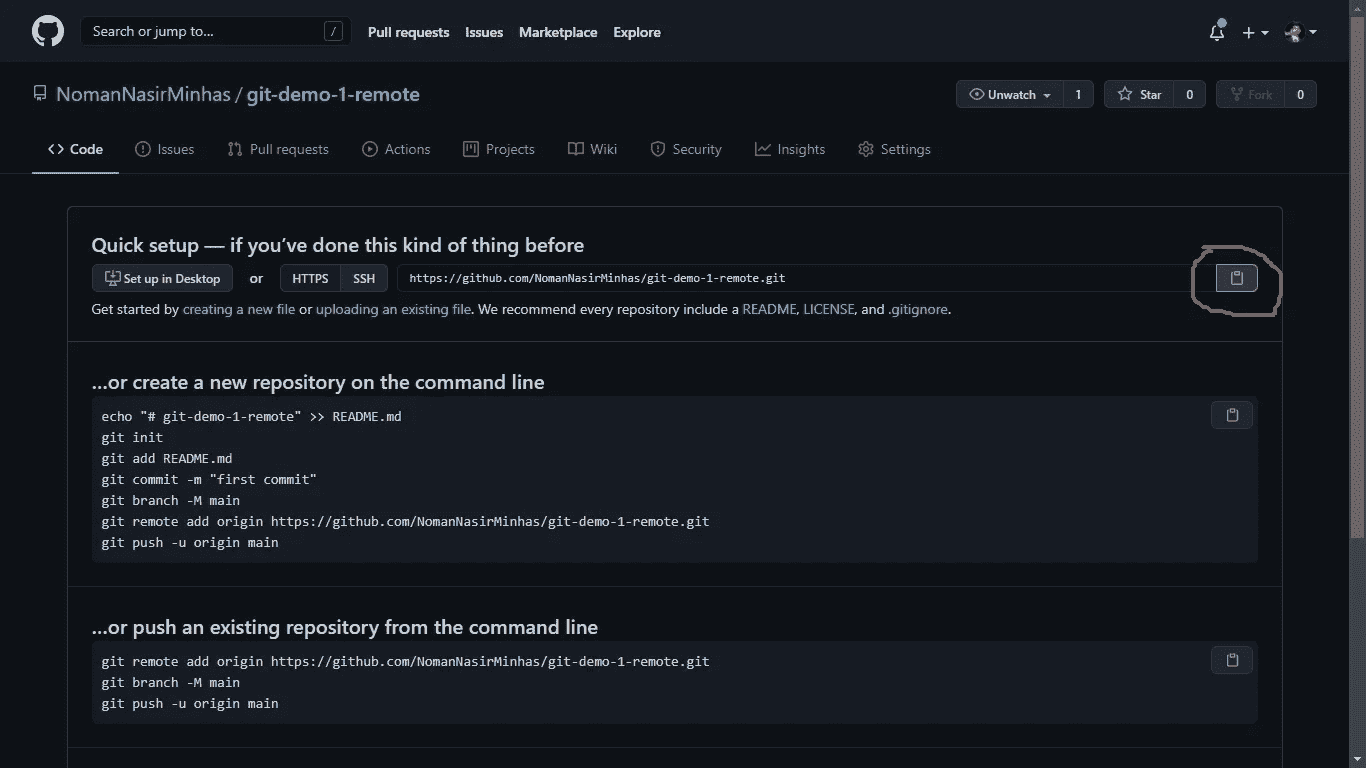 Search or jump to... /
Pull requests Issues Marketplace Explore
NomanNasirMinhas / git-demo-1-remote
Unwatch 1 Star 0 Fork 0
Code Issues Pull requests Actions Projects Wiki Security Insights Settings
Quick setup — if you’ve done this kind of thing before
Set up in Desktop or HTTPS SSH https://github.com/NomanNasirMinhas/git-demo-1-remote.git
Get started by creating a new file or uploading an existing file. We recommend every repository include a README, LICENSE, and .gitignore.
…or create a new repository on the command line
echo "# git-demo-1-remote" >> README.md
git init
git add README.md
git commit -m "first commit"
git branch -M main
git remote add origin https://github.com/NomanNasirMinhas/git-demo-1-remote.git
git push -u origin main
…or push an existing repository from the command line
git remote add origin https://github.com/NomanNasirMinhas/git-demo-1-remote.git
git branch -M main
git push -u origin main